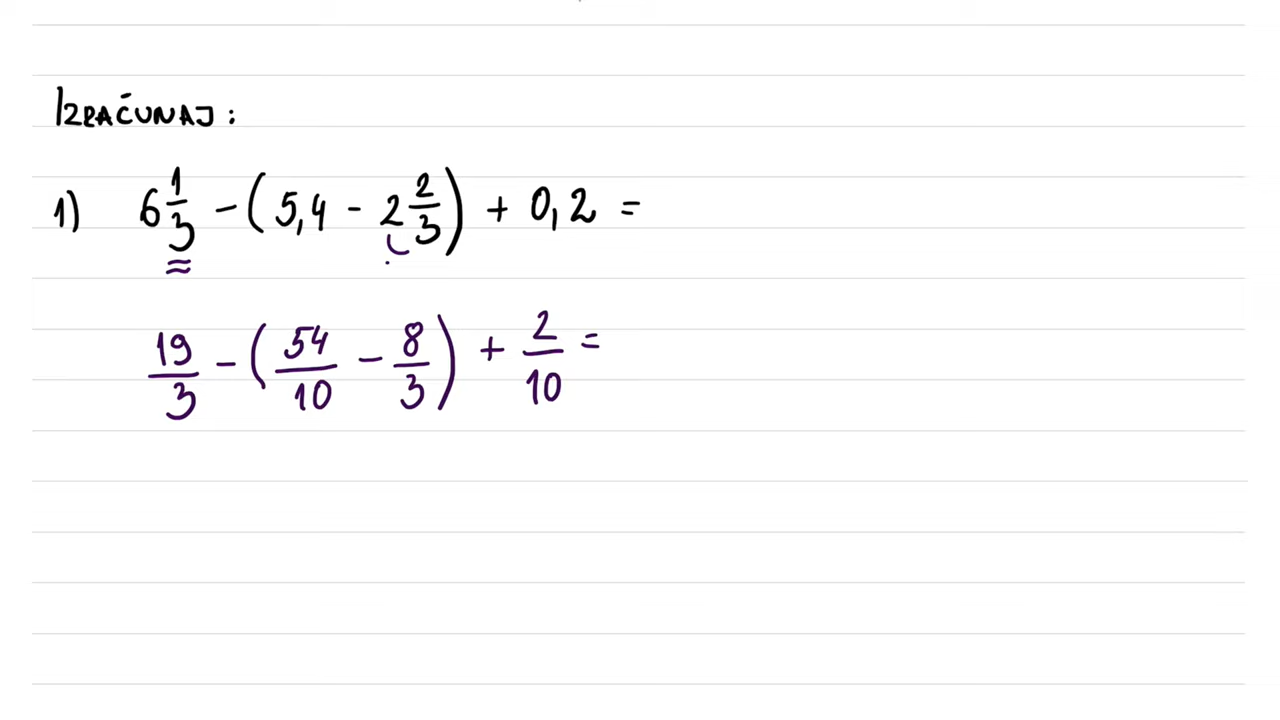 IZRAČUNAJ:
1) 6 1/3 - (5,4 - 2 2/3) + 0,2 =
19/3 - (54/10 - 8/3) + 2/10 =